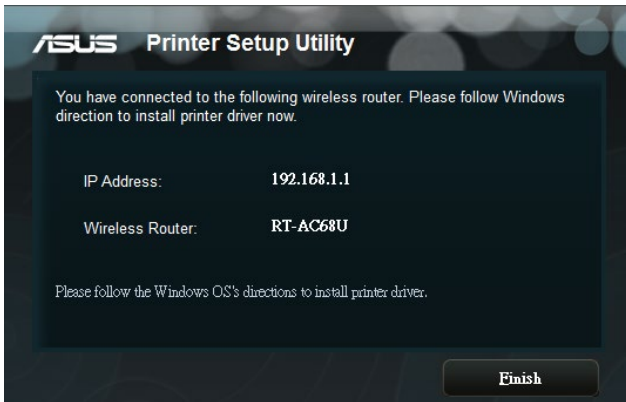 ASUS Printer Setup Utility
You have connected to the following wireless router. Please follow Windows
direction to install printer driver now.
IP Address: 192.168.1.1
Wireless Router: RT-AC68U
Please follow the Windows OS's directions to install printer driver.
Finish